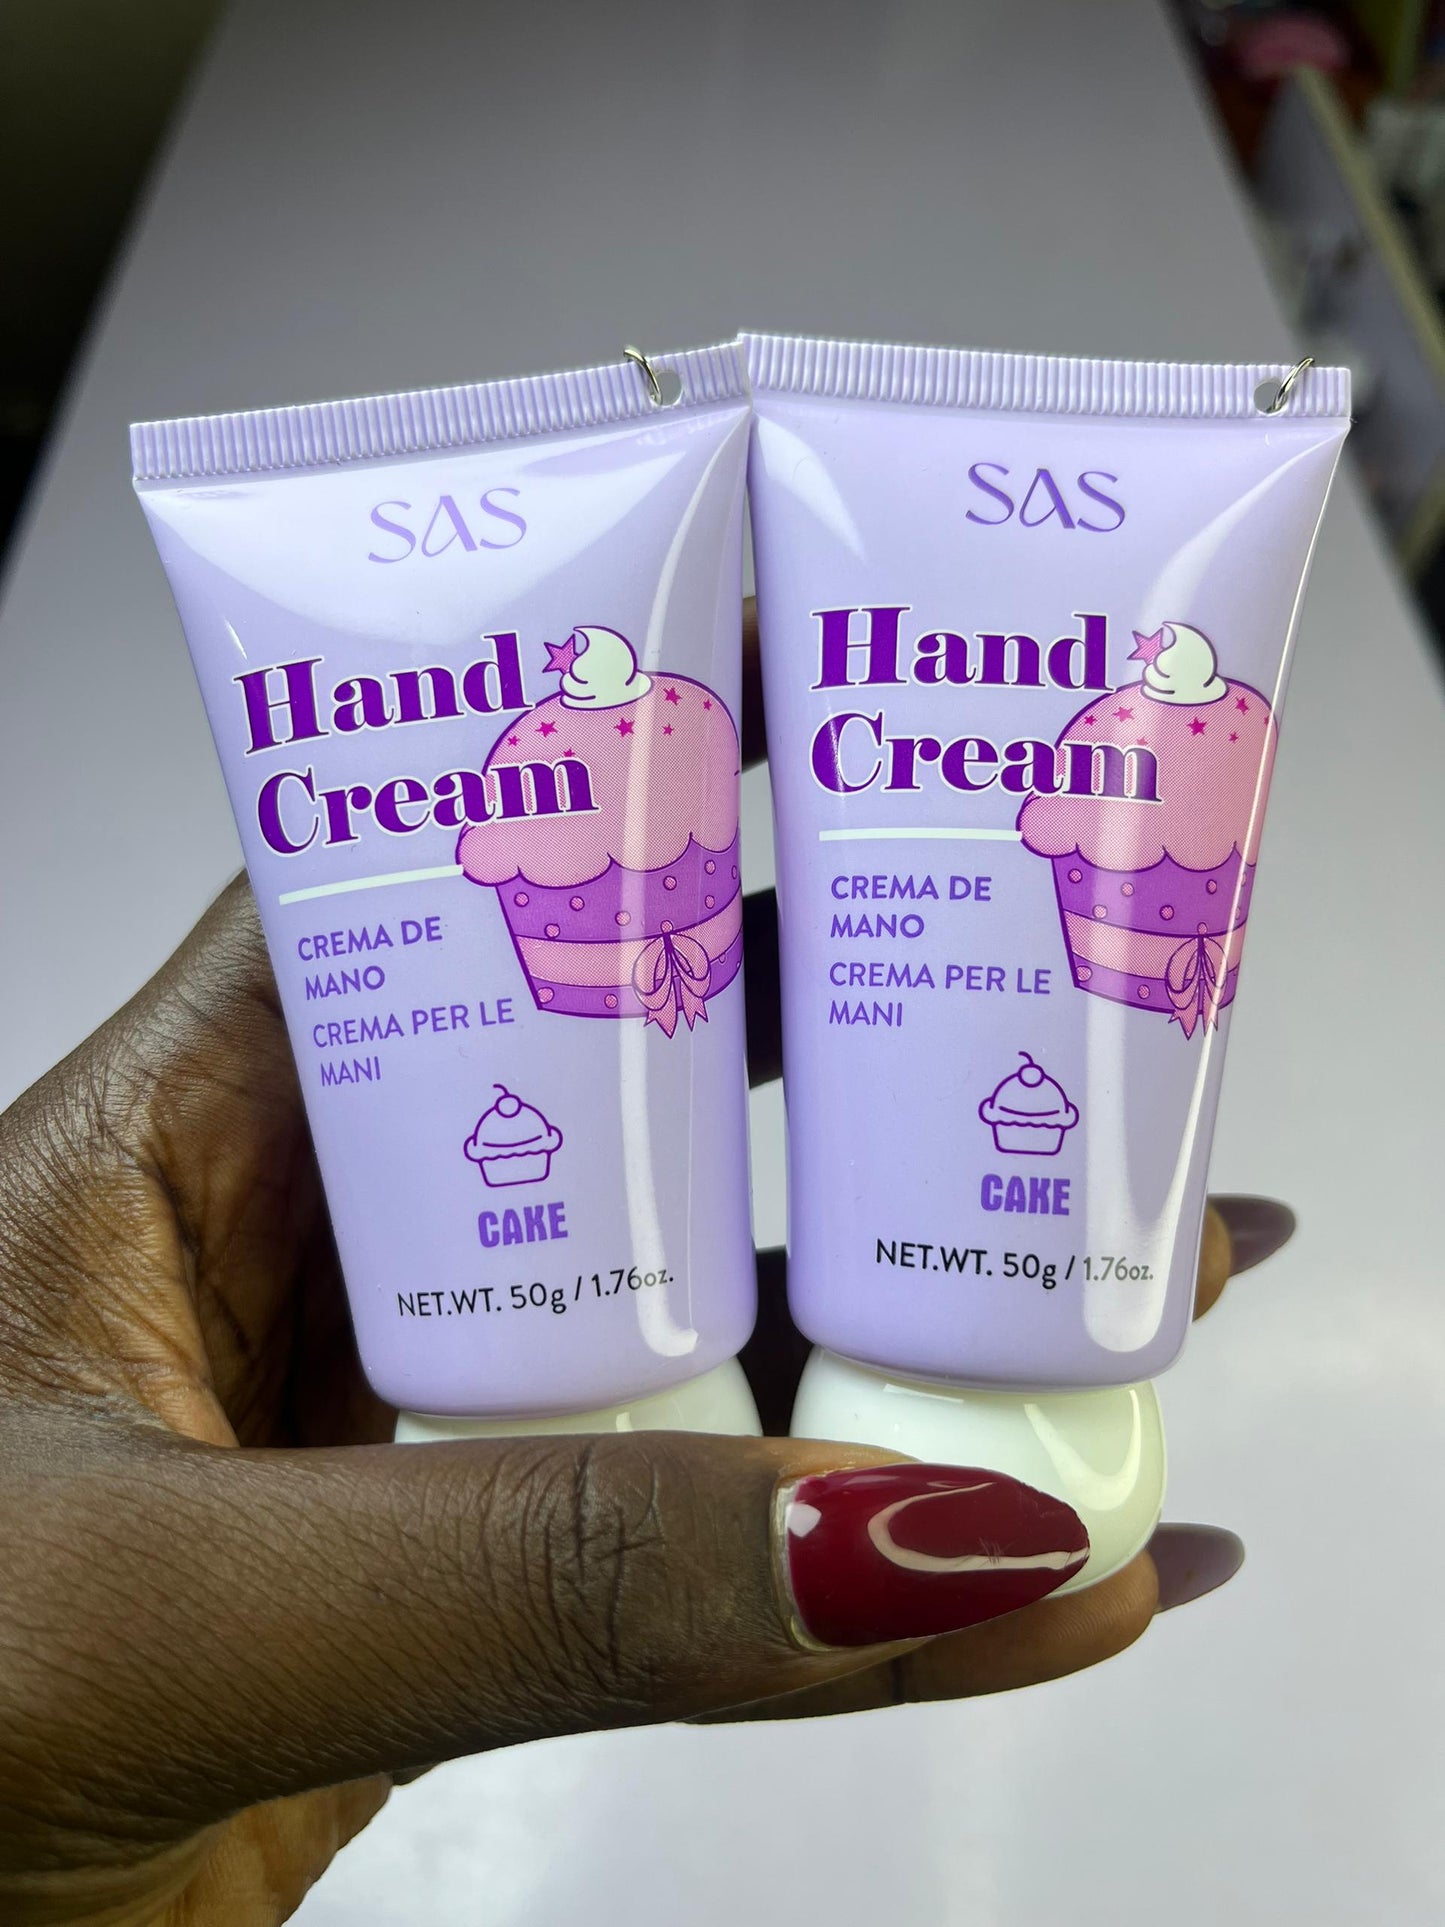 SAS
Hand
Cream
CREMA DE
MANO
CREMA PER LE
MANI
CAKE
NET.WT. 50g / 1.76oz.
SAS
Hand
Cream
CREMA DE
MANO
CREMA PER LE
MANI
CAKE
NET.WT. 50g / 1.76oz.